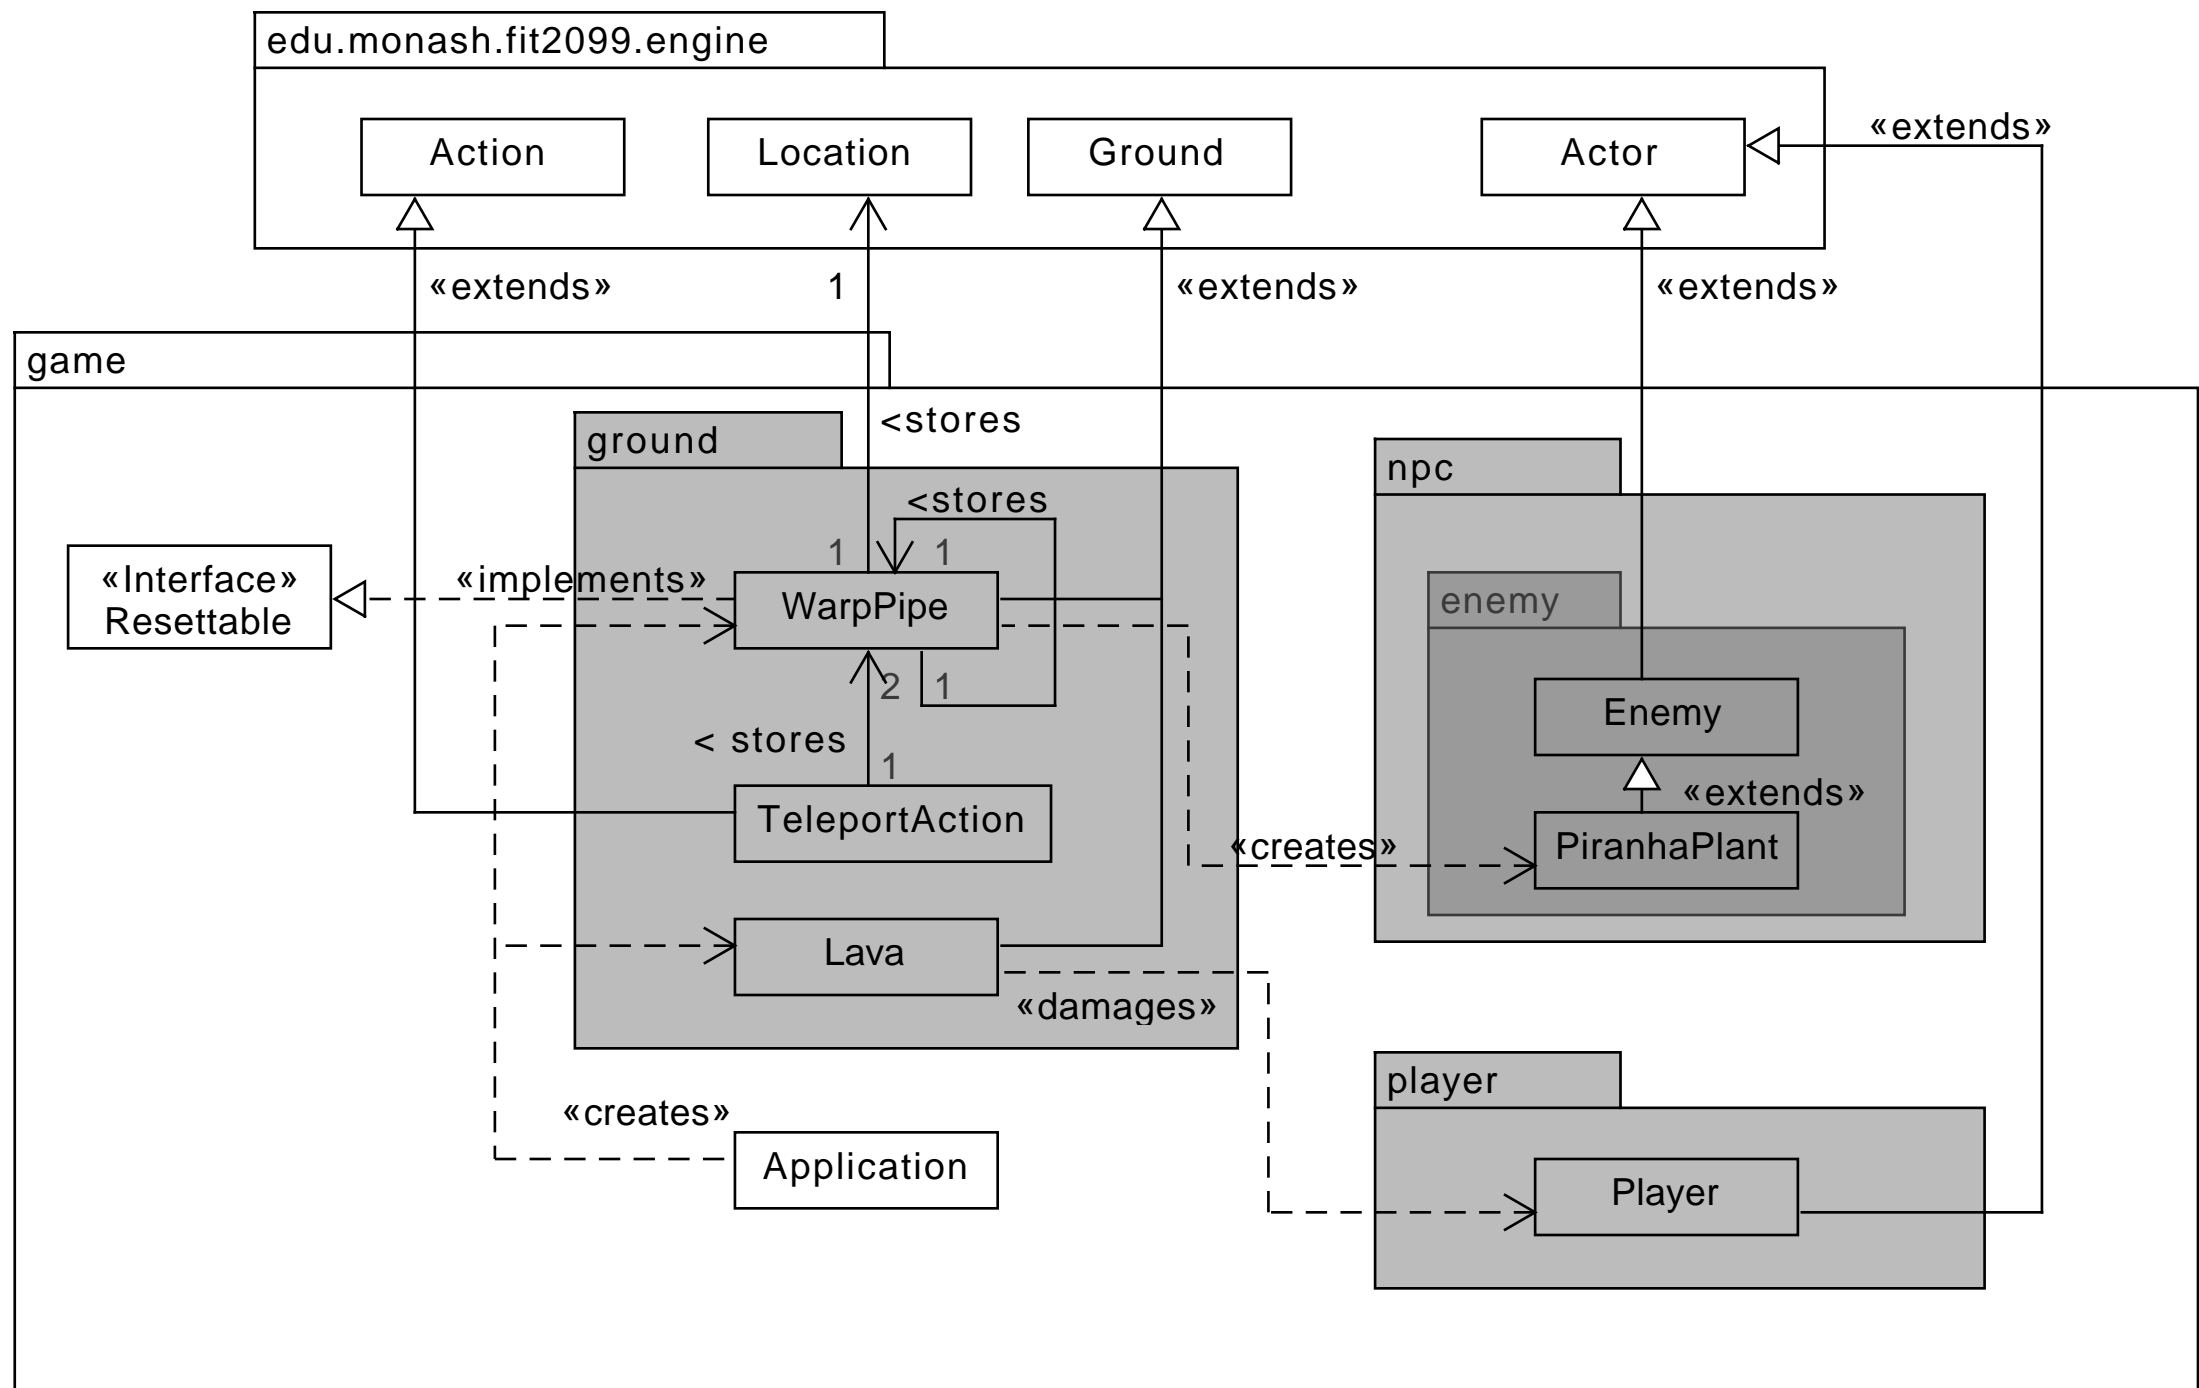 edu.monash.fit2099.engine
Action
Location
Ground
Actor
«extends»
«extends»
1
«extends»
«extends»
game
<stores
ground
npc
<stores
1
1
«Interface»
Resettable
«implements»
WarpPipe
enemy
2
1
Enemy
< stores
1
«extends»
TeleportAction
«creates»
PiranhaPlant
Lava
«damages»
player
«creates»
Application
Player